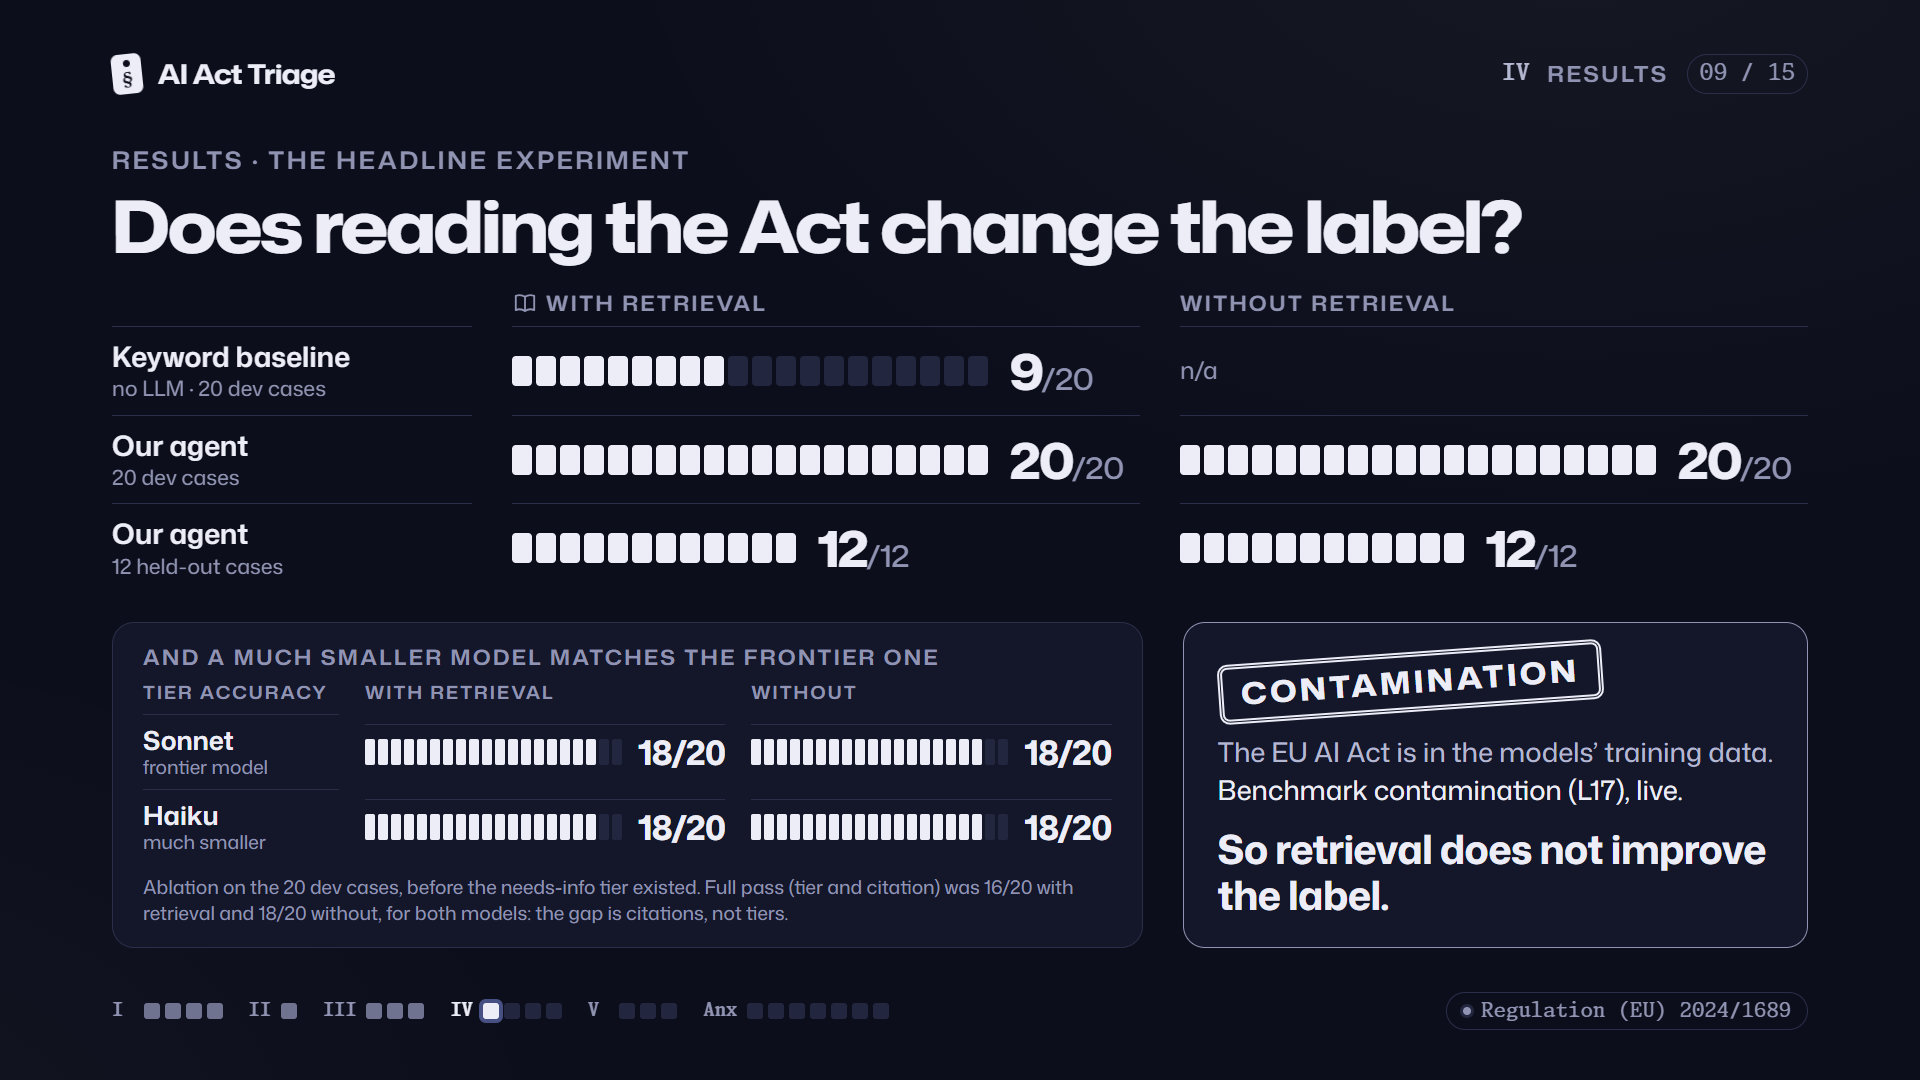 § AI Act Triage
IV RESULTS 09 / 15
RESULTS · THE HEADLINE EXPERIMENT
Does reading the Act change the label?
WITH RETRIEVAL
WITHOUT RETRIEVAL
Keyword baseline
no LLM · 20 dev cases
9/20
n/a
Our agent
20 dev cases
20/20
20/20
Our agent
12 held-out cases
12/12
12/12
AND A MUCH SMALLER MODEL MATCHES THE FRONTIER ONE
TIER ACCURACY
WITH RETRIEVAL
WITHOUT
Sonnet
frontier model
18/20
18/20
Haiku
much smaller
18/20
18/20
Ablation on the 20 dev cases, before the needs-info tier existed. Full pass (tier and citation) was 16/20 with
retrieval and 18/20 without, for both models: the gap is citations, not tiers.
CONTAMINATION
The EU AI Act is in the models’ training data.
Benchmark contamination (L17), live.
So retrieval does not improve
the label.
I II III IV V Anx
Regulation (EU) 2024/1689